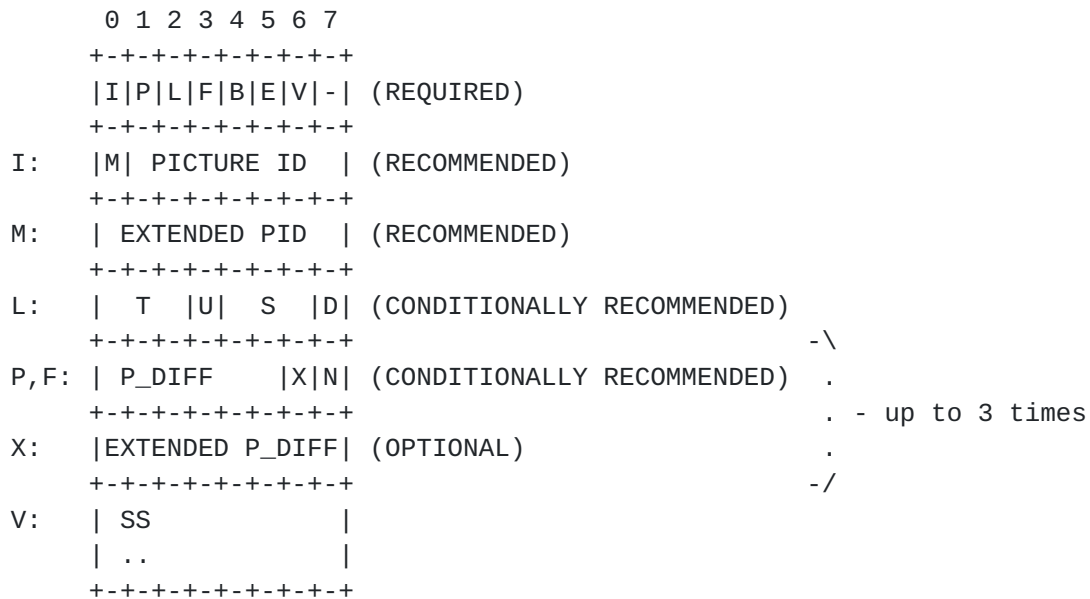 0 1 2 3 4 5 6 7
     +-+-+-+-+-+-+-+-+
     |I|P|L|F|B|E|V|-| (REQUIRED)
     +-+-+-+-+-+-+-+-+
I:   |M| PICTURE ID  | (RECOMMENDED)
     +-+-+-+-+-+-+-+-+
M:   | EXTENDED PID  | (RECOMMENDED)
     +-+-+-+-+-+-+-+-+
L:   |  T  |U|  S  |D| (CONDITIONALLY RECOMMENDED)
     +-+-+-+-+-+-+-+-+                             -\
P,F: | P_DIFF    |X|N| (CONDITIONALLY RECOMMENDED)  .
     +-+-+-+-+-+-+-+-+                              . - up to 3 times
X:   |EXTENDED P_DIFF| (OPTIONAL)                   .
     +-+-+-+-+-+-+-+-+                             -/
V:   | SS            |
     | ..            |
     +-+-+-+-+-+-+-+-+